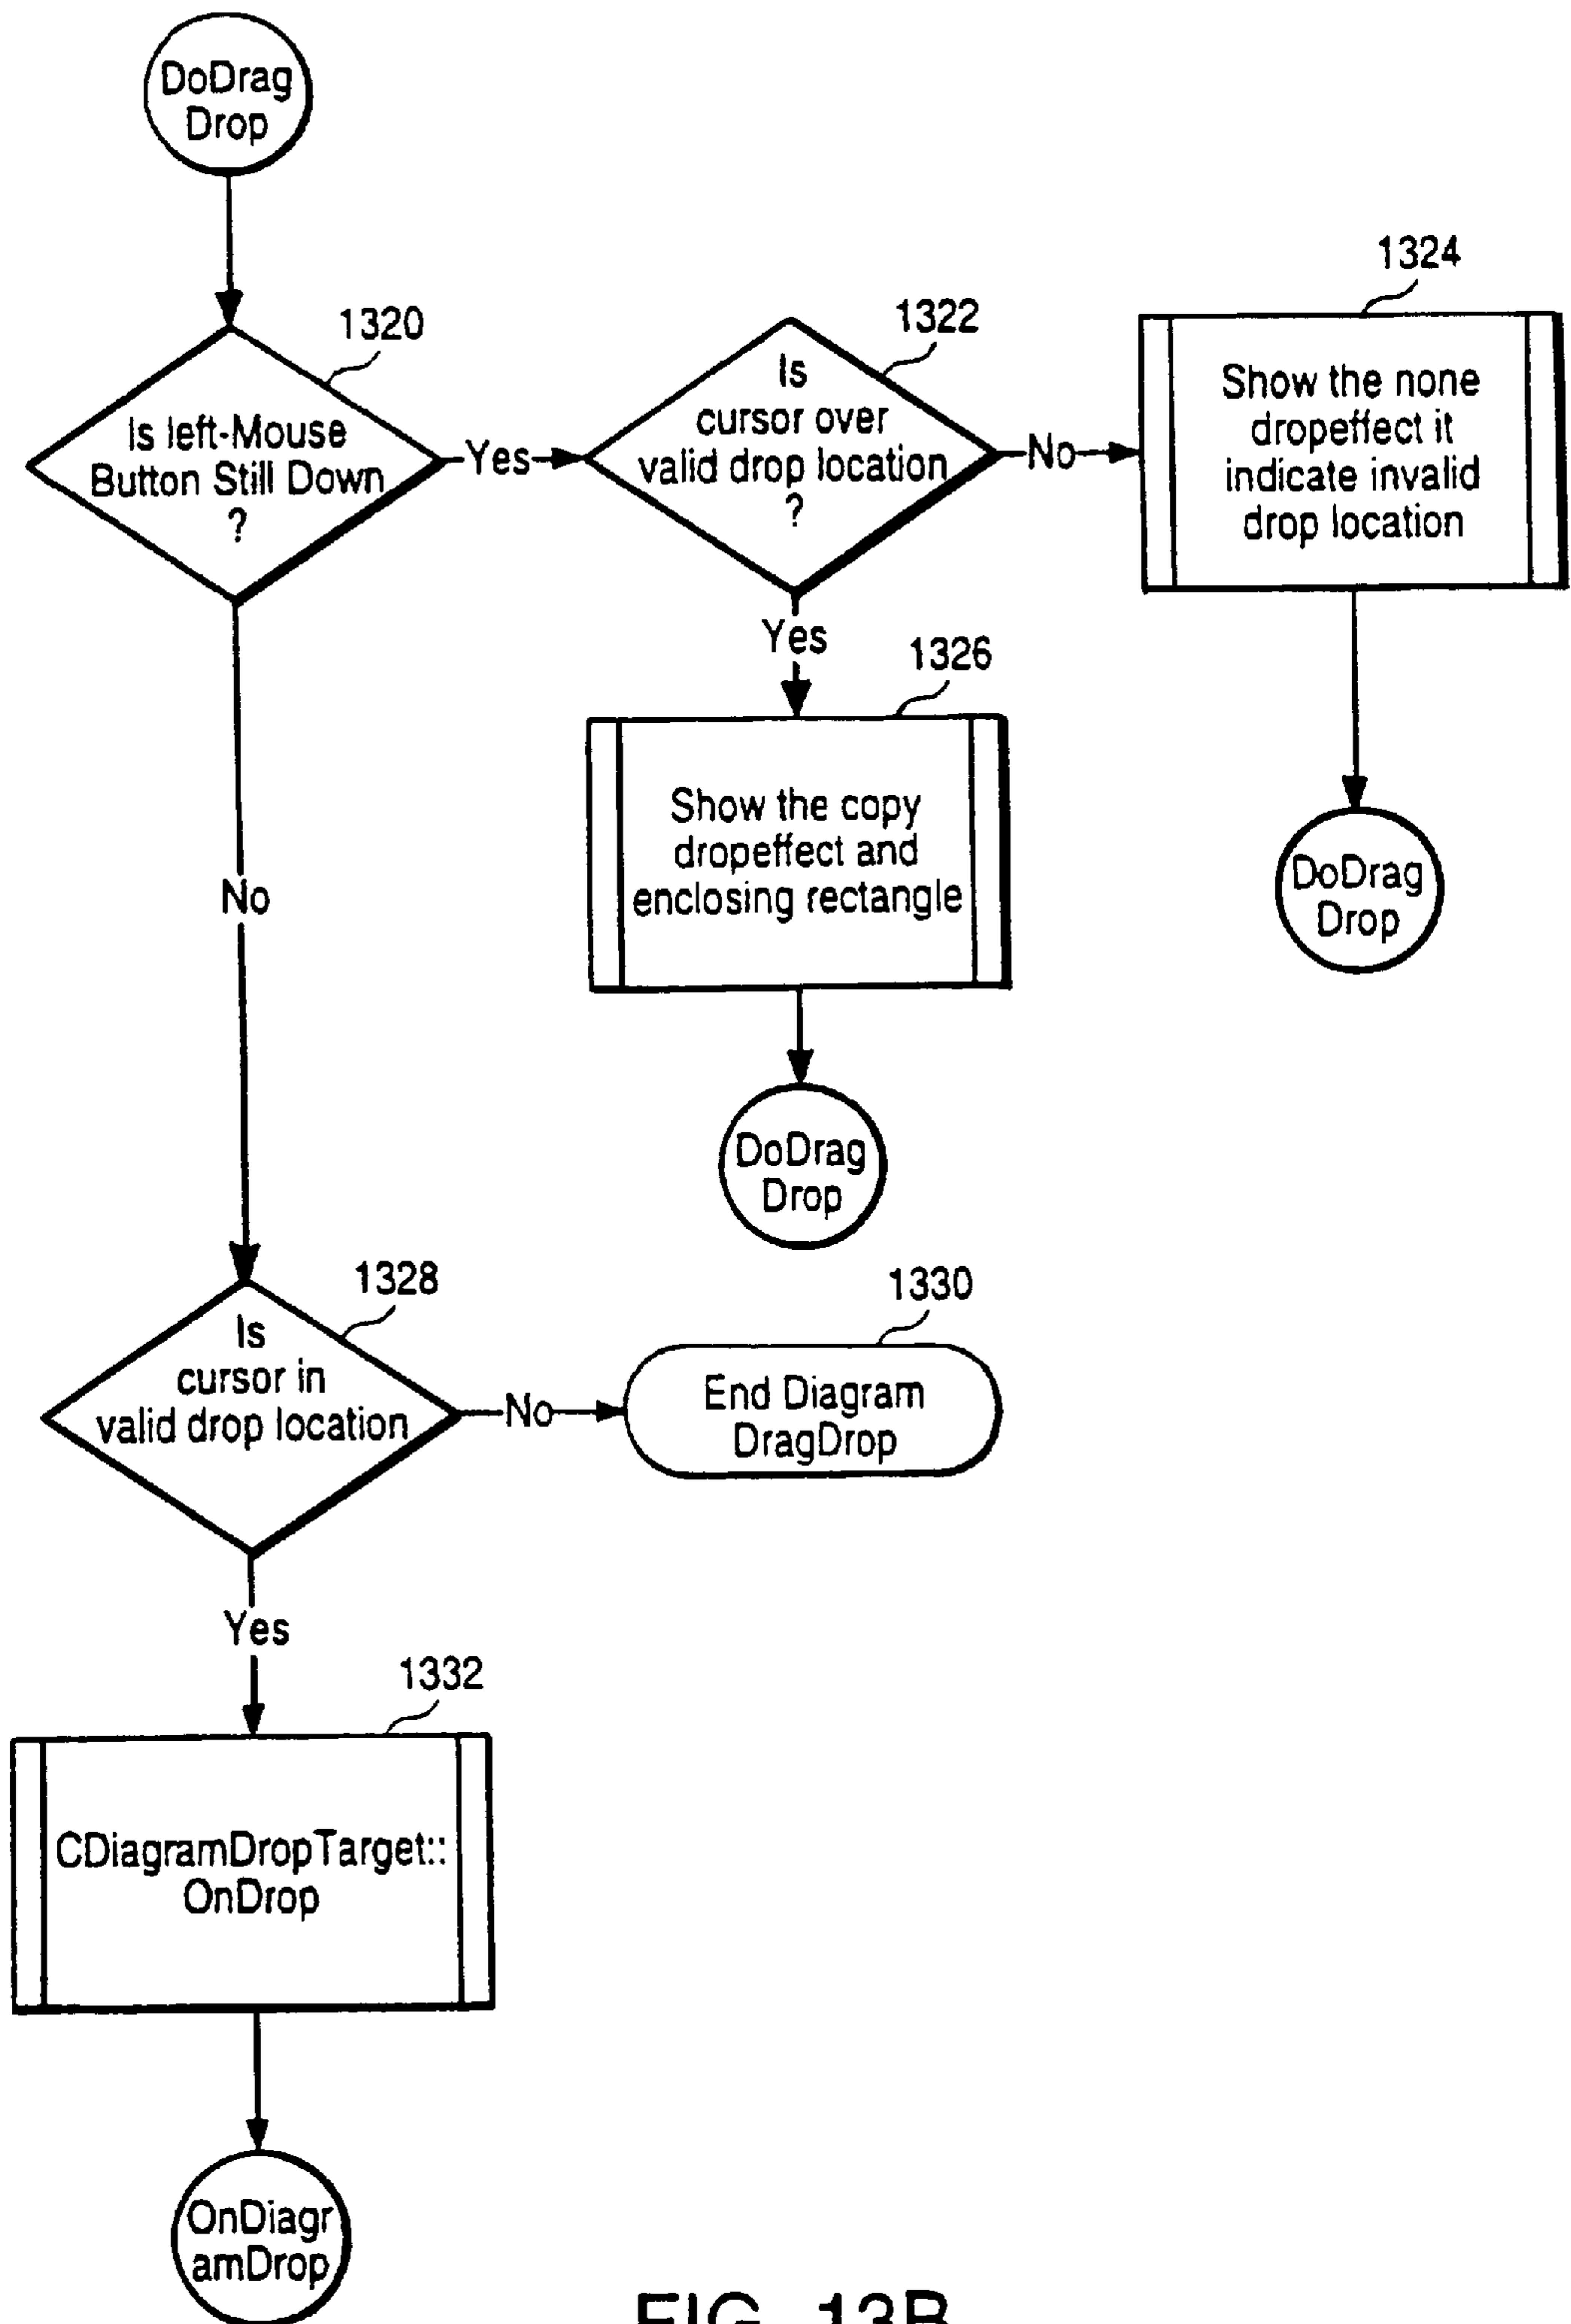 DoDrag
Drop
1320
Is left-Mouse
Button Still Down
?
Yes
1322
Is
cursor over
valid drop location
?
No
1324
Show the none
dropeffect it
indicate invalid
drop location
DoDrag
Drop
Yes
1326
Show the copy
dropeffect and
enclosing rectangle
DoDrag
Drop
No
1328
Is
cursor in
valid drop location
No
1330
End Diagram
DragDrop
Yes
1332
CDiagramDropTarget::
OnDrop
OnDiagr
amDrop
FIG. 13B